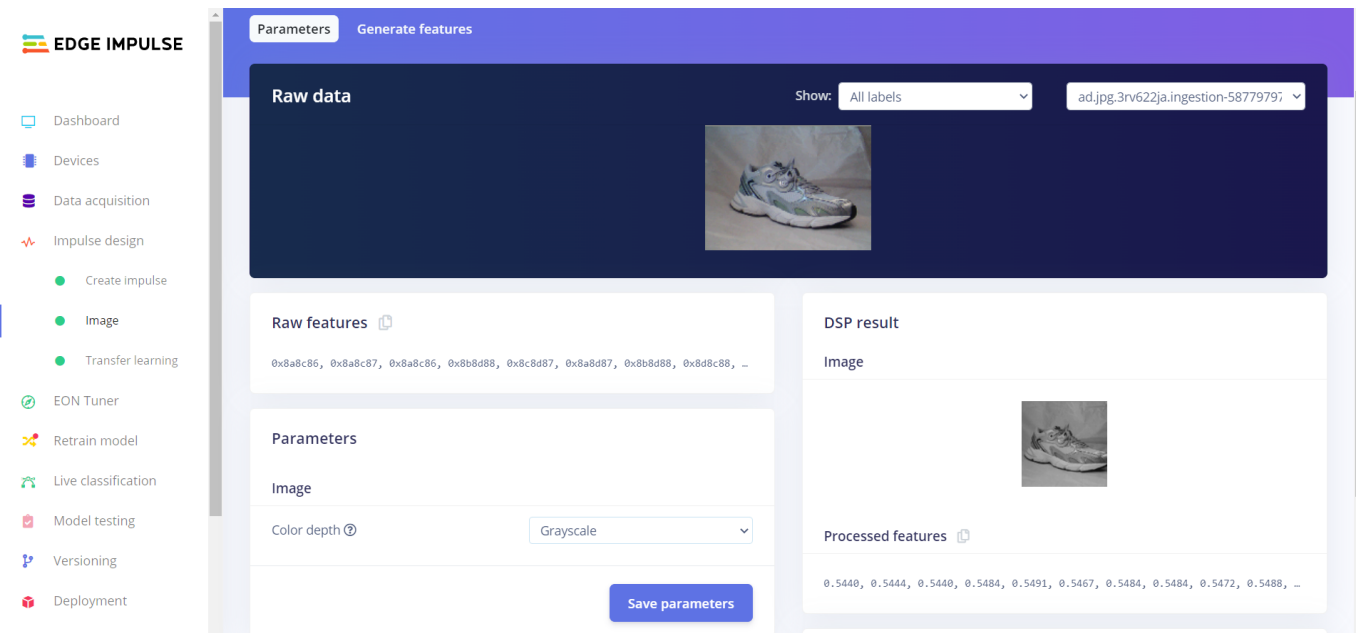 EDGE IMPULSE
Dashboard
Devices
Data acquisition
Impulse design
Create impulse
Image
Transfer learning
EON Tuner
Retrain model
Live classification
Model testing
Versioning
Deployment
Parameters Generate features
Raw data Show: All labels ad.jpg.3rv622ja.ingestion-58779797
Raw features
0x8a8c86, 0x8a8c87, 0x8a8c86, 0x8b8d88, 0x8c8d87, 0x8a8d87, 0x8b8d88, 0x8d8c88, …
Parameters
Image
Color depth Grayscale
Save parameters
DSP result
Image
Processed features
0.5440, 0.5444, 0.5440, 0.5484, 0.5491, 0.5467, 0.5484, 0.5484, 0.5472, 0.5488, …